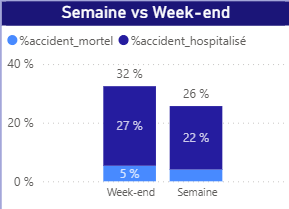 Semaine vs Week-end
%accident_mortel %accident_hospitalisé
40 %
32 %
26 %
27 %
22 %
20 %
5 %
0 %
Week-end Semaine